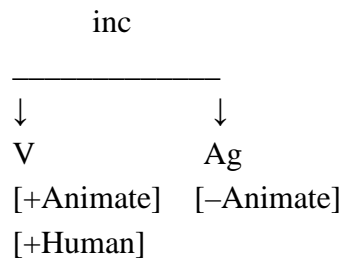 inc
↓ ↓
V Ag
[+Animate] [–Animate]
[+Human]